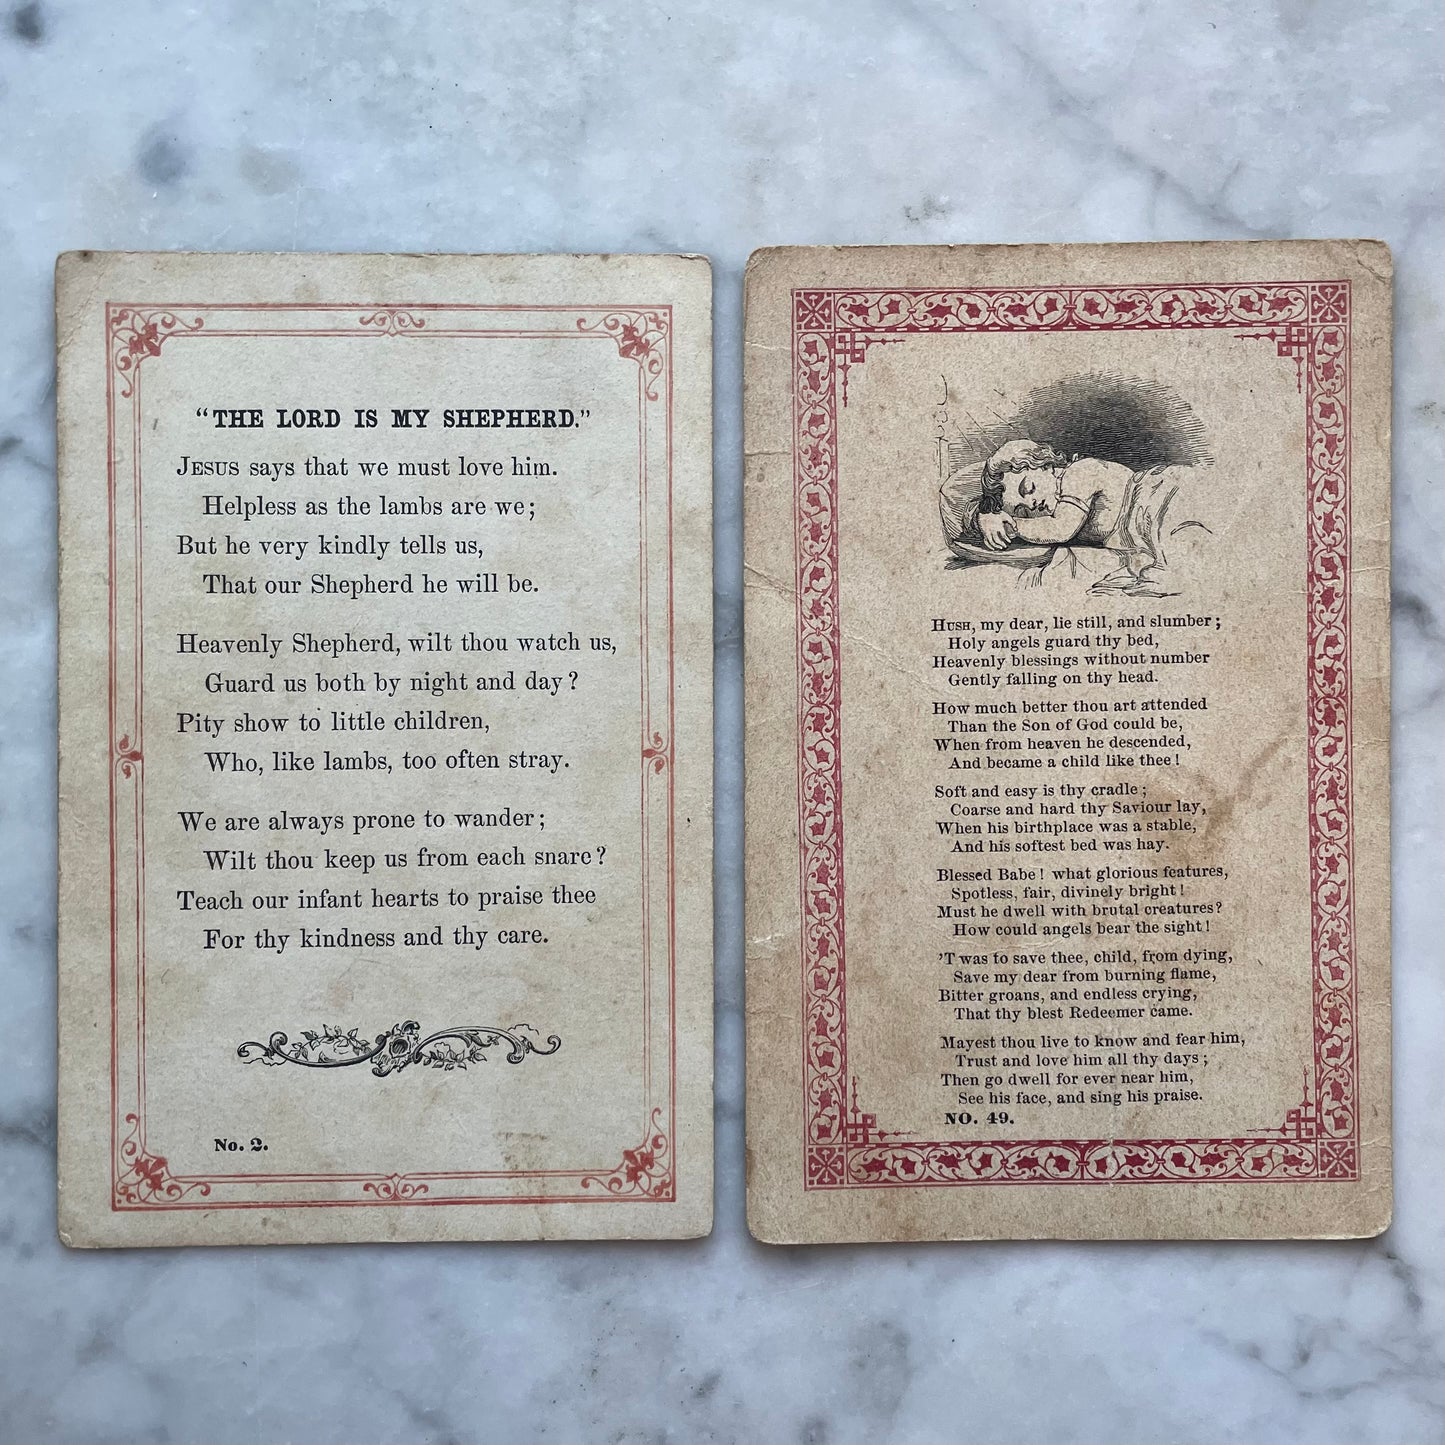 "THE LORD IS MY SHEPHERD."
JESUS says that we must love him.
Helpless as the lambs are we;
But he very kindly tells us,
That our Shepherd he will be.
Heavenly Shepherd, wilt thou watch us,
Guard us both by night and day?
Pity show to little children,
Who, like lambs, too often stray.
We are always prone to wander;
Wilt thou keep us from each snare?
Teach our infant hearts to praise thee
For thy kindness and thy care.
No. 2.
HUSH, my dear, lie still, and slumber;
Holy angels guard thy bed,
Heavenly blessings without number
Gently falling on thy head.
How much better thou art attended
Than the Son of God could be,
When from heaven he descended,
And became a child like thee!
Soft and easy is thy cradle;
Coarse and hard thy Saviour lay,
When his birthplace was a stable,
And his softest bed was hay.
Blessed Babe! what glorious features,
Spotless, fair, divinely bright!
Must he dwell with brutal creatures?
How could angels bear the sight!
'T was to save thee, child, from dying,
Save my dear from burning flame,
Bitter groans, and endless crying,
That thy blest Redeemer came.
Mayest thou live to know and fear him,
Trust and love him all thy days;
Then go dwell for ever near him,
See his face, and sing his praise.
NO. 49.